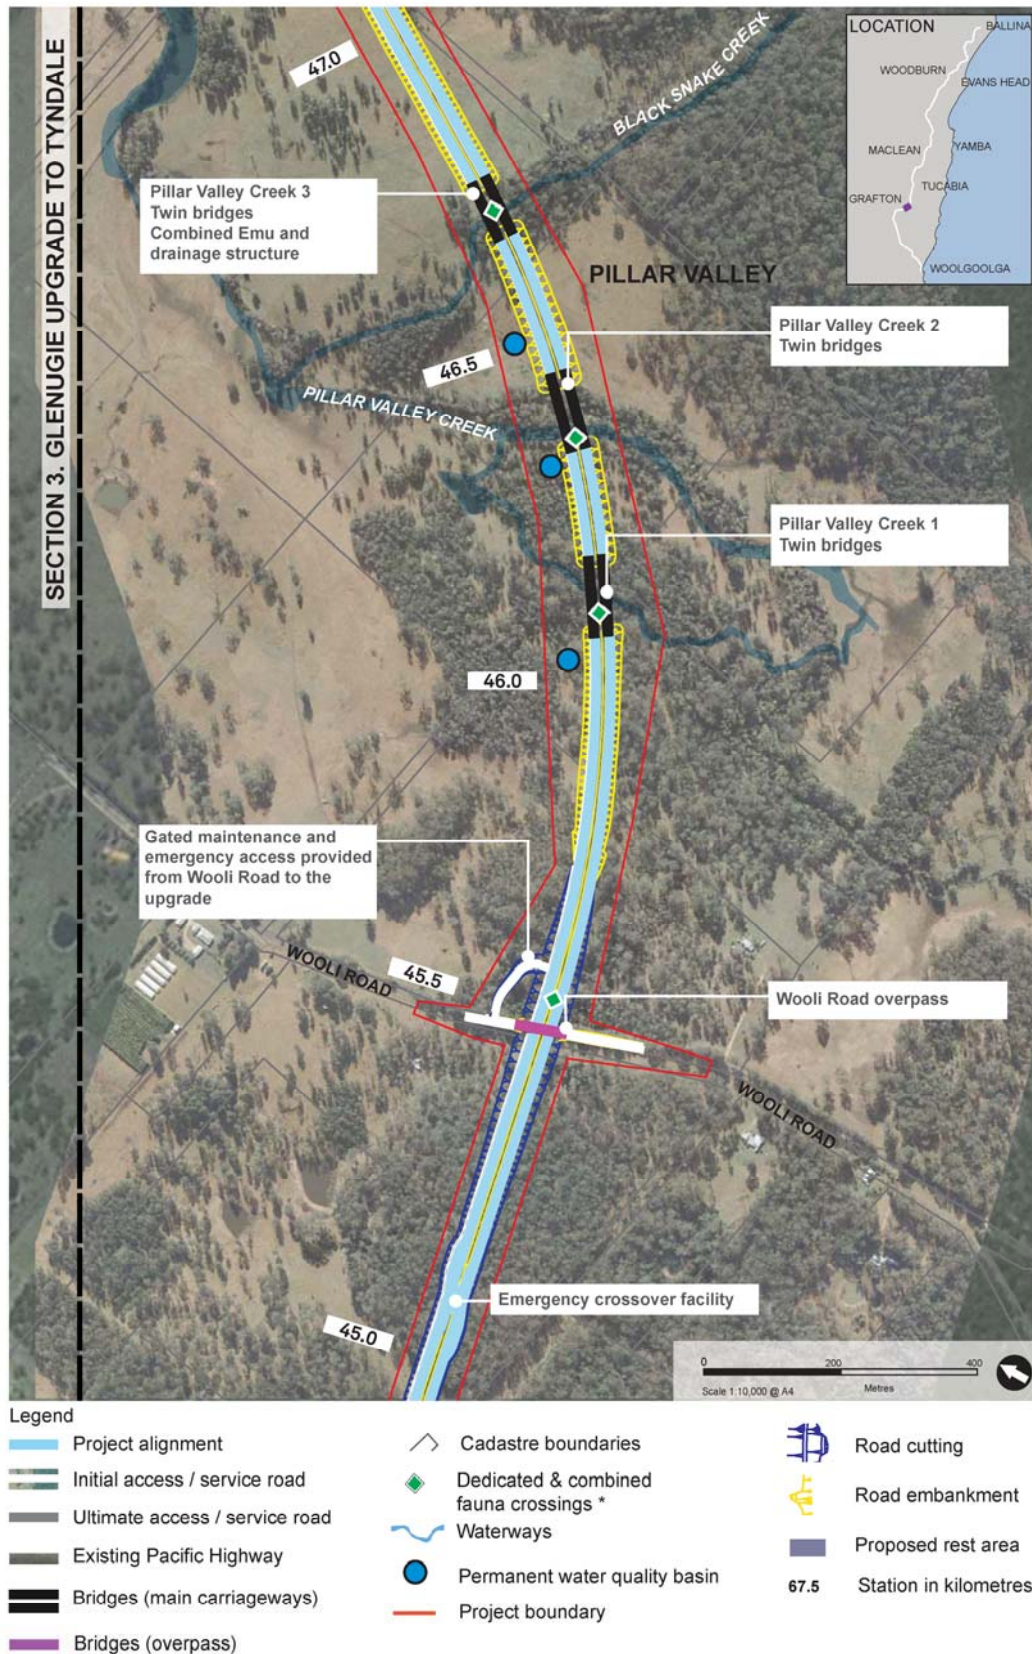 SECTION 3. GLENUGIE UPGRADE TO TYNDALE
47.0
BLACK SNAKE CREEK
LOCATION
BALLINA
WOODBURN
EVANS HEAD
MACLEAN
YAMBA
TUCABIA
GRAFTON
WOOLGOOLGA
Pillar Valley Creek 3
Twin bridges
Combined Emu and
drainage structure
PILLAR VALLEY
Pillar Valley Creek 2
Twin bridges
46.5
PILLAR VALLEY CREEK
Pillar Valley Creek 1
Twin bridges
46.0
Gated maintenance and
emergency access provided
from Wooli Road to the
upgrade
WOOLI ROAD
45.5
Wooli Road overpass
WOOLI ROAD
Emergency crossover facility
45.0
0 200 400
Scale 1:10,000 @ A4 Metres
Legend
Project alignment
Initial access / service road
Ultimate access / service road
Existing Pacific Highway
Bridges (main carriageways)
Bridges (overpass)
Cadastre boundaries
Dedicated & combined
fauna crossings *
Waterways
Permanent water quality basin
Project boundary
Road cutting
Road embankment
Proposed rest area
67.5 Station in kilometres